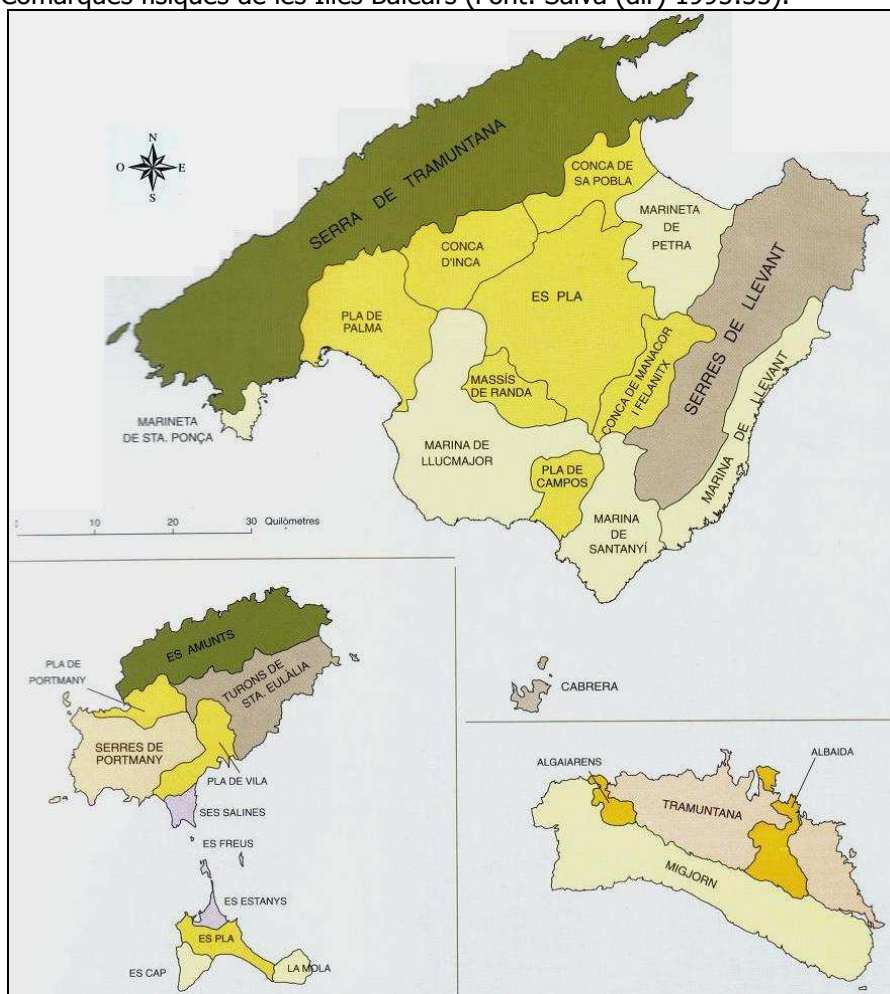 Comarques físiques de les Illes Balears (Font: Salvà (dir) 1995:35).
N
O
E
S
SERRA DE TRAMUNTANA
CONCA DE
SA POBLA
MARINETA
DE
PETRA
CONCA
D'INCA
ES PLA
PLA DE
PALMA
SERRES DE LLEVANT
MASSÍS
DE RANDA
CONCA DE MANACOR
I FELANITX
MARINA DE LLEVANT
MARINETA
DE STA. PONÇA
MARINA DE
LLUCMAJOR
PLA DE
CAMPOS
MARINA
DE
SANTANYÍ
10 20 30 Quilòmetres
CABRERA
ES AMUNTS
PLA DE
PORTMANY
TURONS DE
STA. EULALIA
SERRES DE
PORTMANY
PLA DE VILA
SES SALINES
ES FREUS
ES ESTANYS
ES PLA
ES CAP
LA MOLA
ALGAIARENS
ALBAIDA
TRAMUNTANA
MIGJORN